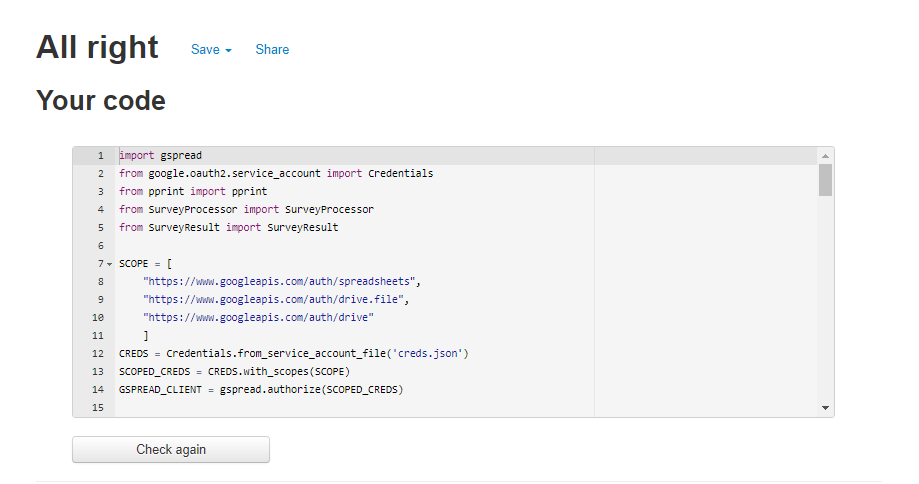 All right Save Share
Your code
1 import gspread
2 from google.oauth2.service_account import Credentials
3 from pprint import pprint
4 from SurveyProcessor import SurveyProcessor
5 from SurveyResult import SurveyResult
6
7 SCOPE = [
8 "https://www.googleapis.com/auth/spreadsheets",
9 "https://www.googleapis.com/auth/drive.file",
10 "https://www.googleapis.com/auth/drive"
11 ]
12 CREDS = Credentials.from_service_account_file('creds.json')
13 SCOPED_CREDS = CREDS.with_scopes(SCOPE)
14 GSPREAD_CLIENT = gspread.authorize(SCOPED_CREDS)
15
Check again